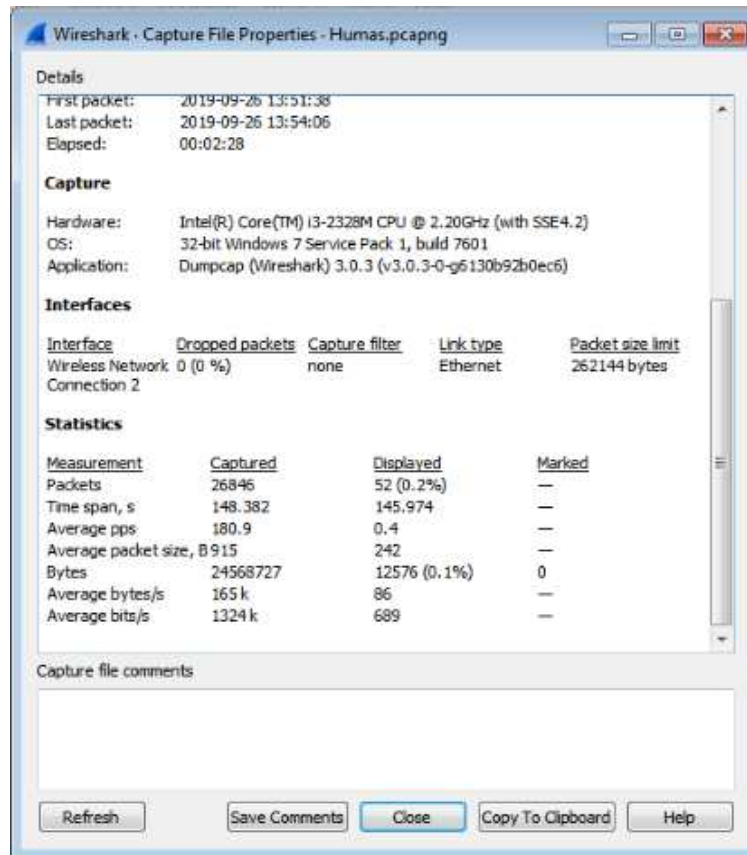 Wireshark · Capture File Properties - Humas.pcapng
Details
First packet: 2019-09-26 13:51:38
Last packet: 2019-09-26 13:54:06
Elapsed: 00:02:28
Capture
Hardware: Intel(R) Core(TM) i3-2328M CPU @ 2.20GHz (with SSE4.2)
OS: 32-bit Windows 7 Service Pack 1, build 7601
Application: Dumpcap (Wireshark) 3.0.3 (v3.0.3-0-g6130b92b0ec6)
Interfaces
Interface Dropped packets Capture filter Link type Packet size limit
Wireless Network 0 (0 %) none Ethernet 262144 bytes
Connection 2
Statistics
Measurement Captured Displayed Marked
Packets 26846 52 (0.2%) —
Time span, s 148.382 145.974 —
Average pps 180.9 0.4 —
Average packet size, B 915 242 —
Bytes 24568727 12576 (0.1%) 0
Average bytes/s 165 k 86 —
Average bits/s 1324 k 689 —
Capture file comments
Refresh Save Comments Close Copy To Clipboard Help